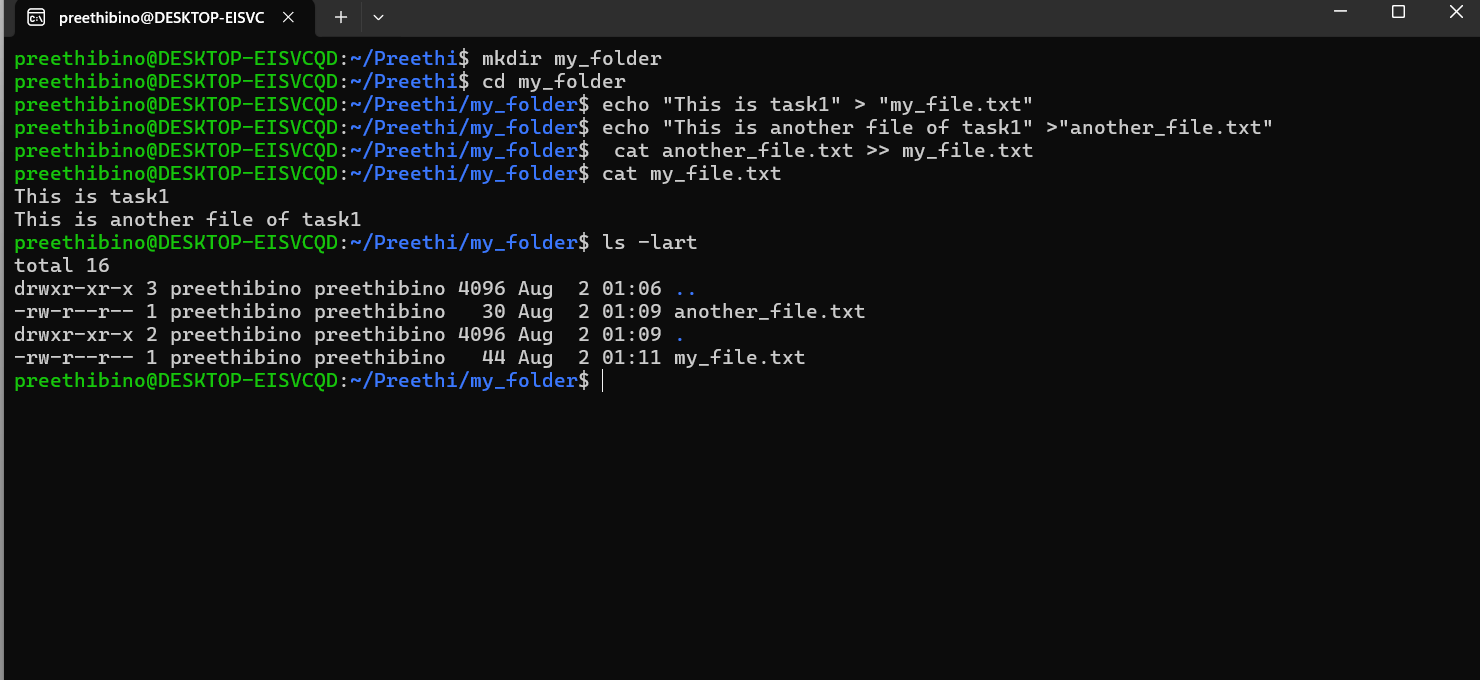 preethibino@DESKTOP-EISVC
preethibino@DESKTOP-EISVCQD:~/Preethi$ mkdir my_folder
preethibino@DESKTOP-EISVCQD:~/Preethi$ cd my_folder
preethibino@DESKTOP-EISVCQD:~/Preethi/my_folder$ echo "This is task1" > "my_file.txt"
preethibino@DESKTOP-EISVCQD:~/Preethi/my_folder$ echo "This is another file of task1" >"another_file.txt"
preethibino@DESKTOP-EISVCQD:~/Preethi/my_folder$  cat another_file.txt >> my_file.txt
preethibino@DESKTOP-EISVCQD:~/Preethi/my_folder$ cat my_file.txt
This is task1
This is another file of task1
preethibino@DESKTOP-EISVCQD:~/Preethi/my_folder$ ls -lart
total 16
drwxr-xr-x 3 preethibino preethibino 4096 Aug  2 01:06 ..
-rw-r--r-- 1 preethibino preethibino   30 Aug  2 01:09 another_file.txt
drwxr-xr-x 2 preethibino preethibino 4096 Aug  2 01:09 .
-rw-r--r-- 1 preethibino preethibino   44 Aug  2 01:11 my_file.txt
preethibino@DESKTOP-EISVCQD:~/Preethi/my_folder$